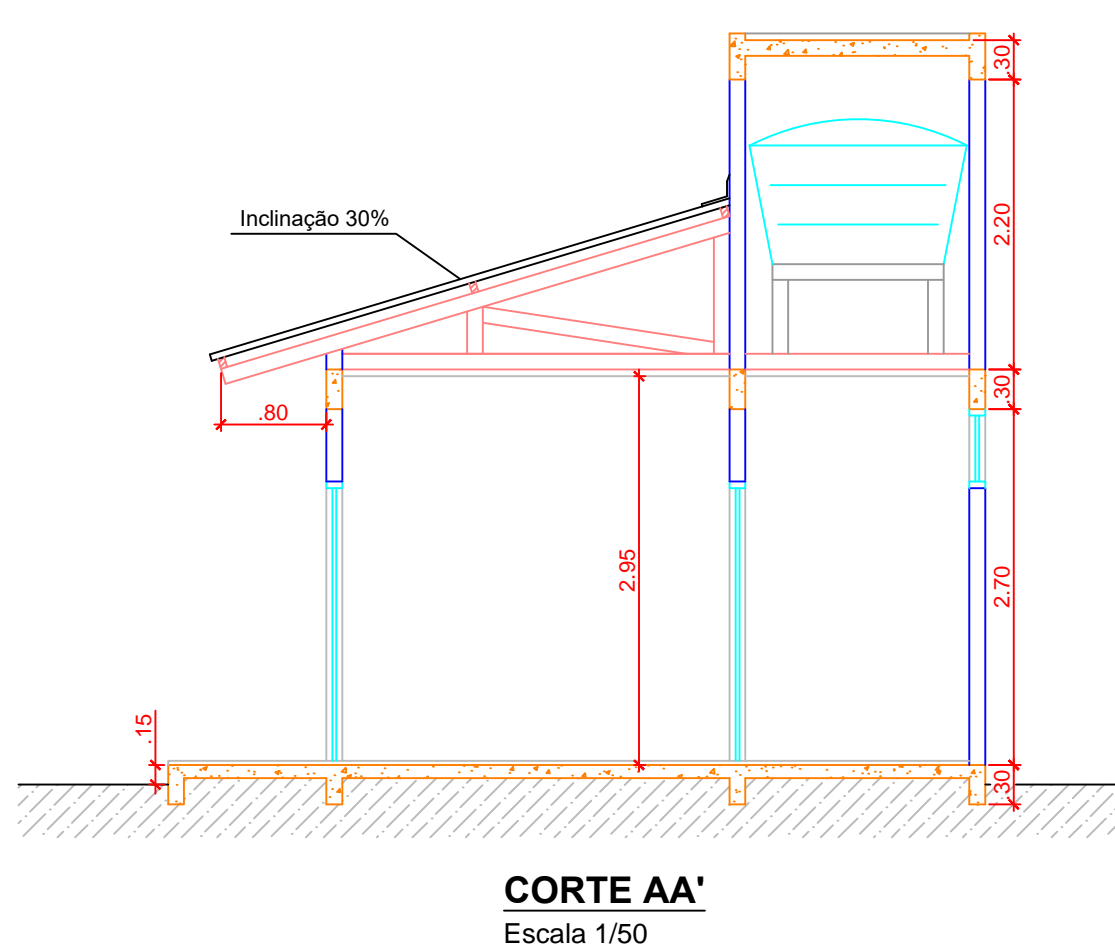 .30
2.20
Inclinação 30%
.30
.80
2.95
2.70
.15
.30
CORTE AA'
Escala 1/50